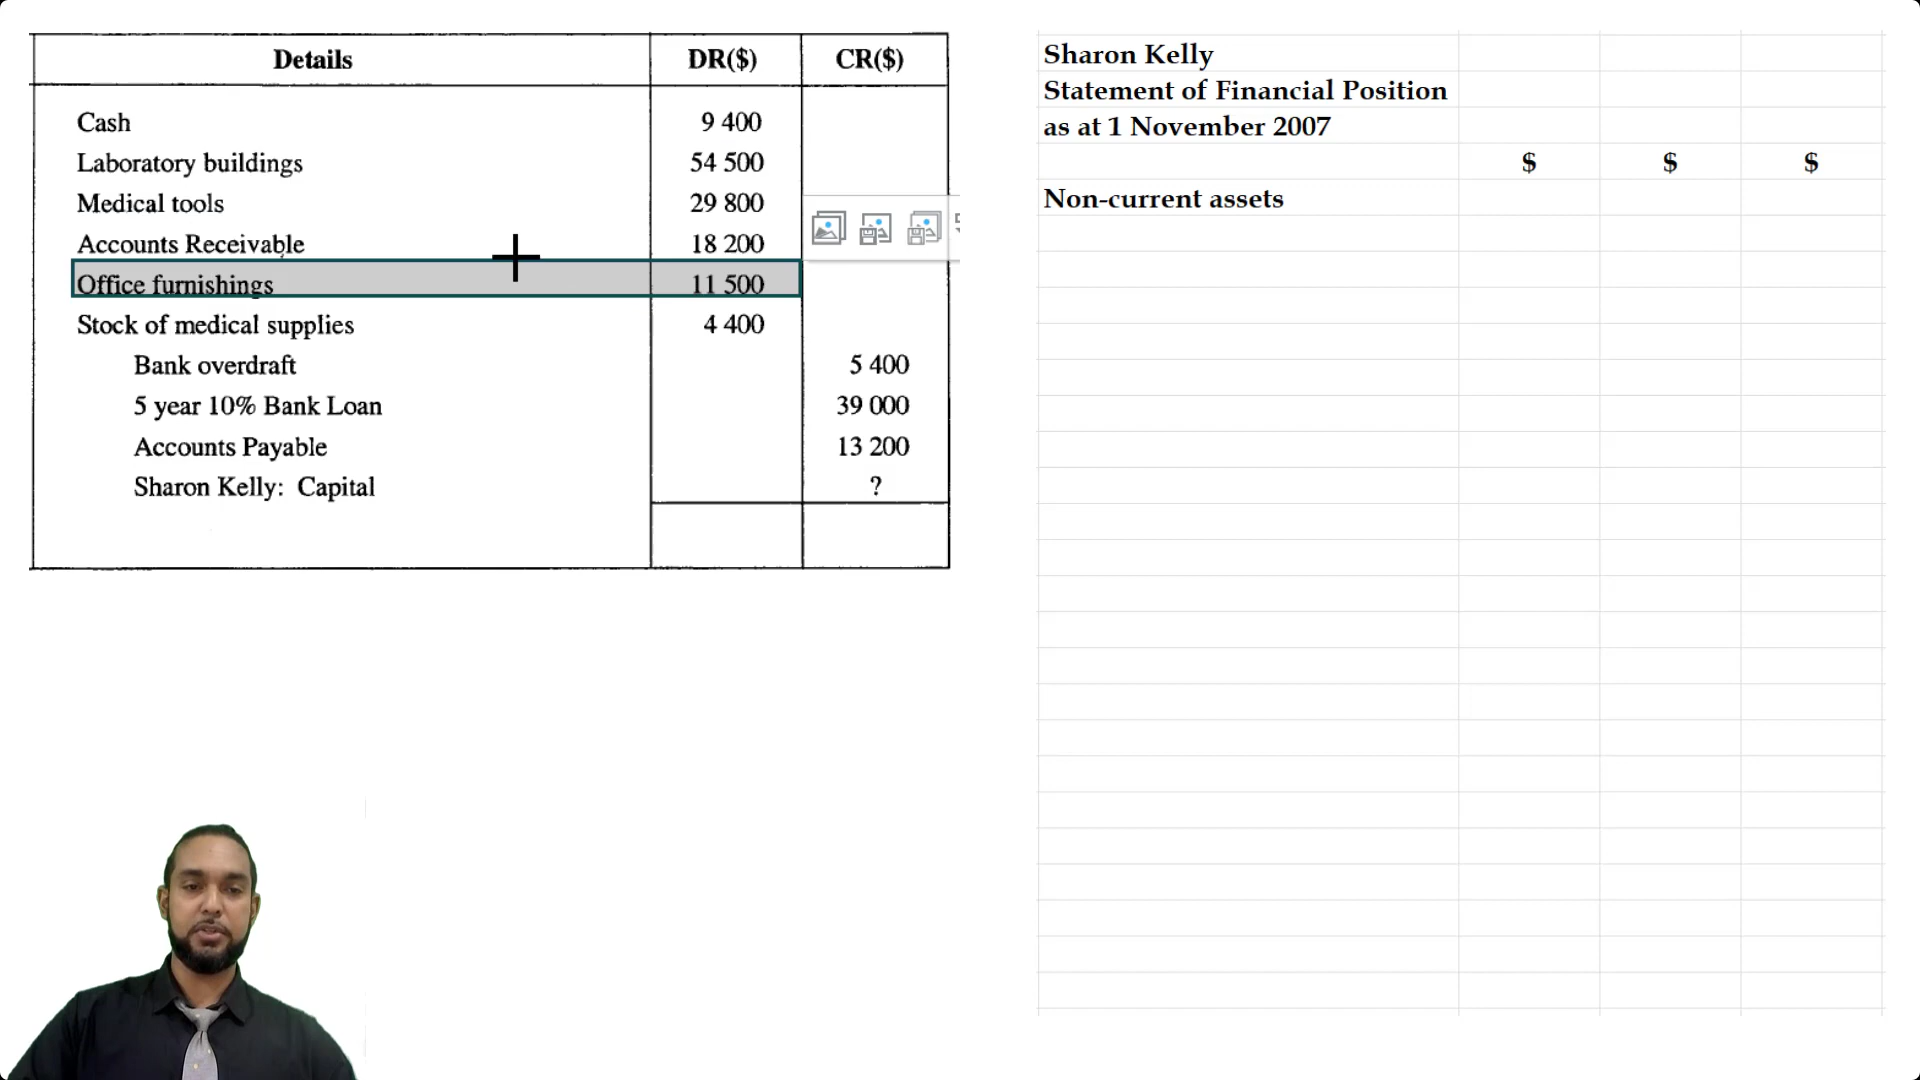 Details DR($) CR($)
Cash 9 400
Laboratory buildings 54 500
Medical tools 29 800
Accounts Receivable 18 200
Office furnishings 11 500
Stock of medical supplies 4 400
Bank overdraft 5 400
5 year 10% Bank Loan 39 000
Accounts Payable 13 200
Sharon Kelly: Capital ?
Sharon Kelly
Statement of Financial Position
as at 1 November 2007
$ $ $
Non-current assets